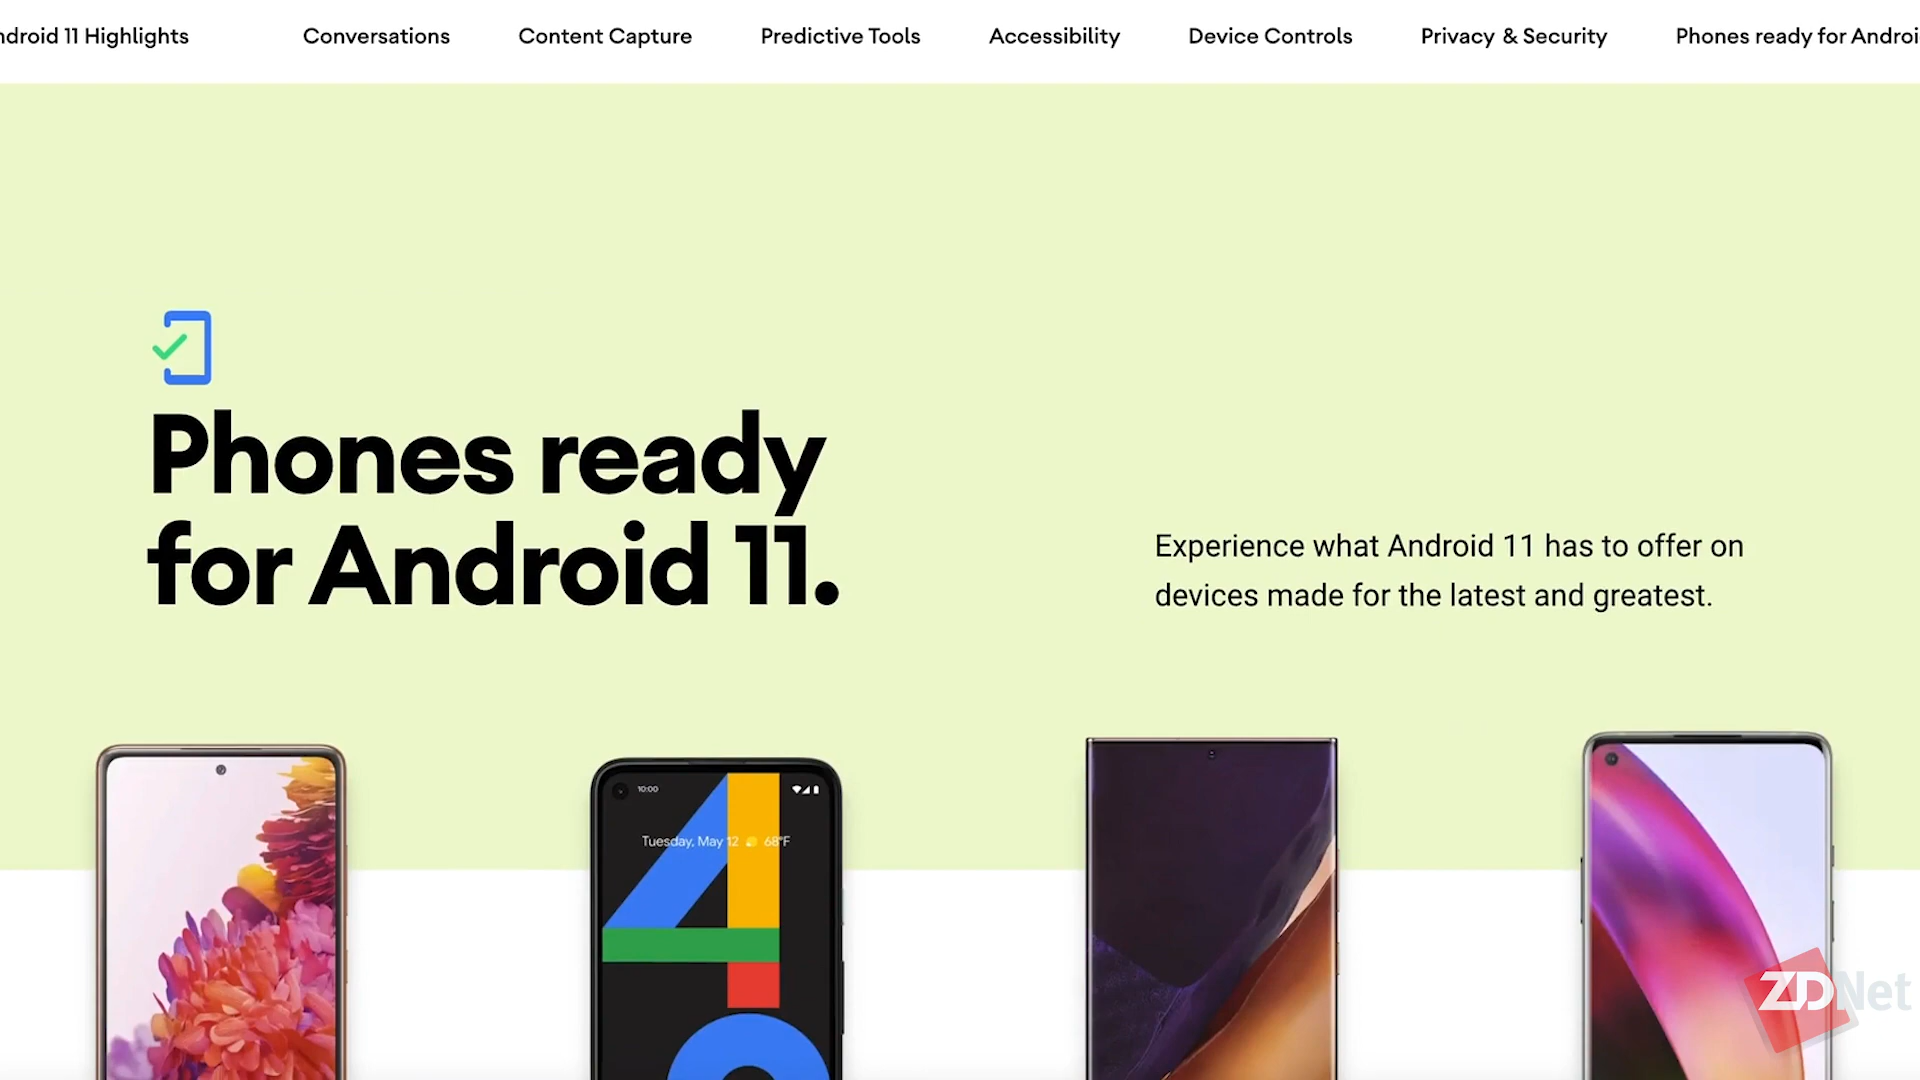 ndroid 11 Highlights
Conversations
Content Capture
Predictive Tools
Accessibility
Device Controls
Privacy & Security
Phones ready for Androi
Phones ready
for Android 11.
Experience what Android 11 has to offer on
devices made for the latest and greatest.
10:00
Tuesday, May 12 68°F
4
ZDNet